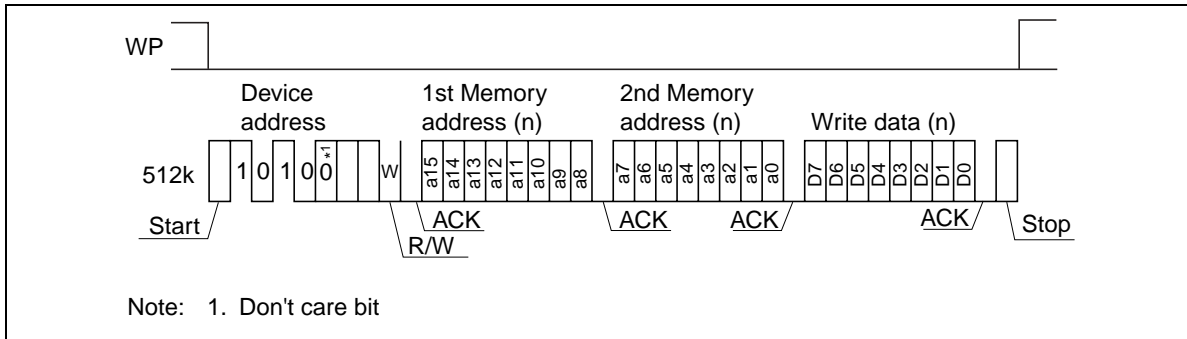 WP
Device
address
1st Memory
address (n)
2nd Memory
address (n)
Write data (n)
512k
1 0 1 0 0*1 W a15 a14 a13 a12 a11 a10 a9 a8 a7 a6 a5 a4 a3 a2 a1 a0 D7 D6 D5 D4 D3 D2 D1 D0
Start
ACK
ACK
ACK
ACK
Stop
R/W
Note: 1. Don't care bit